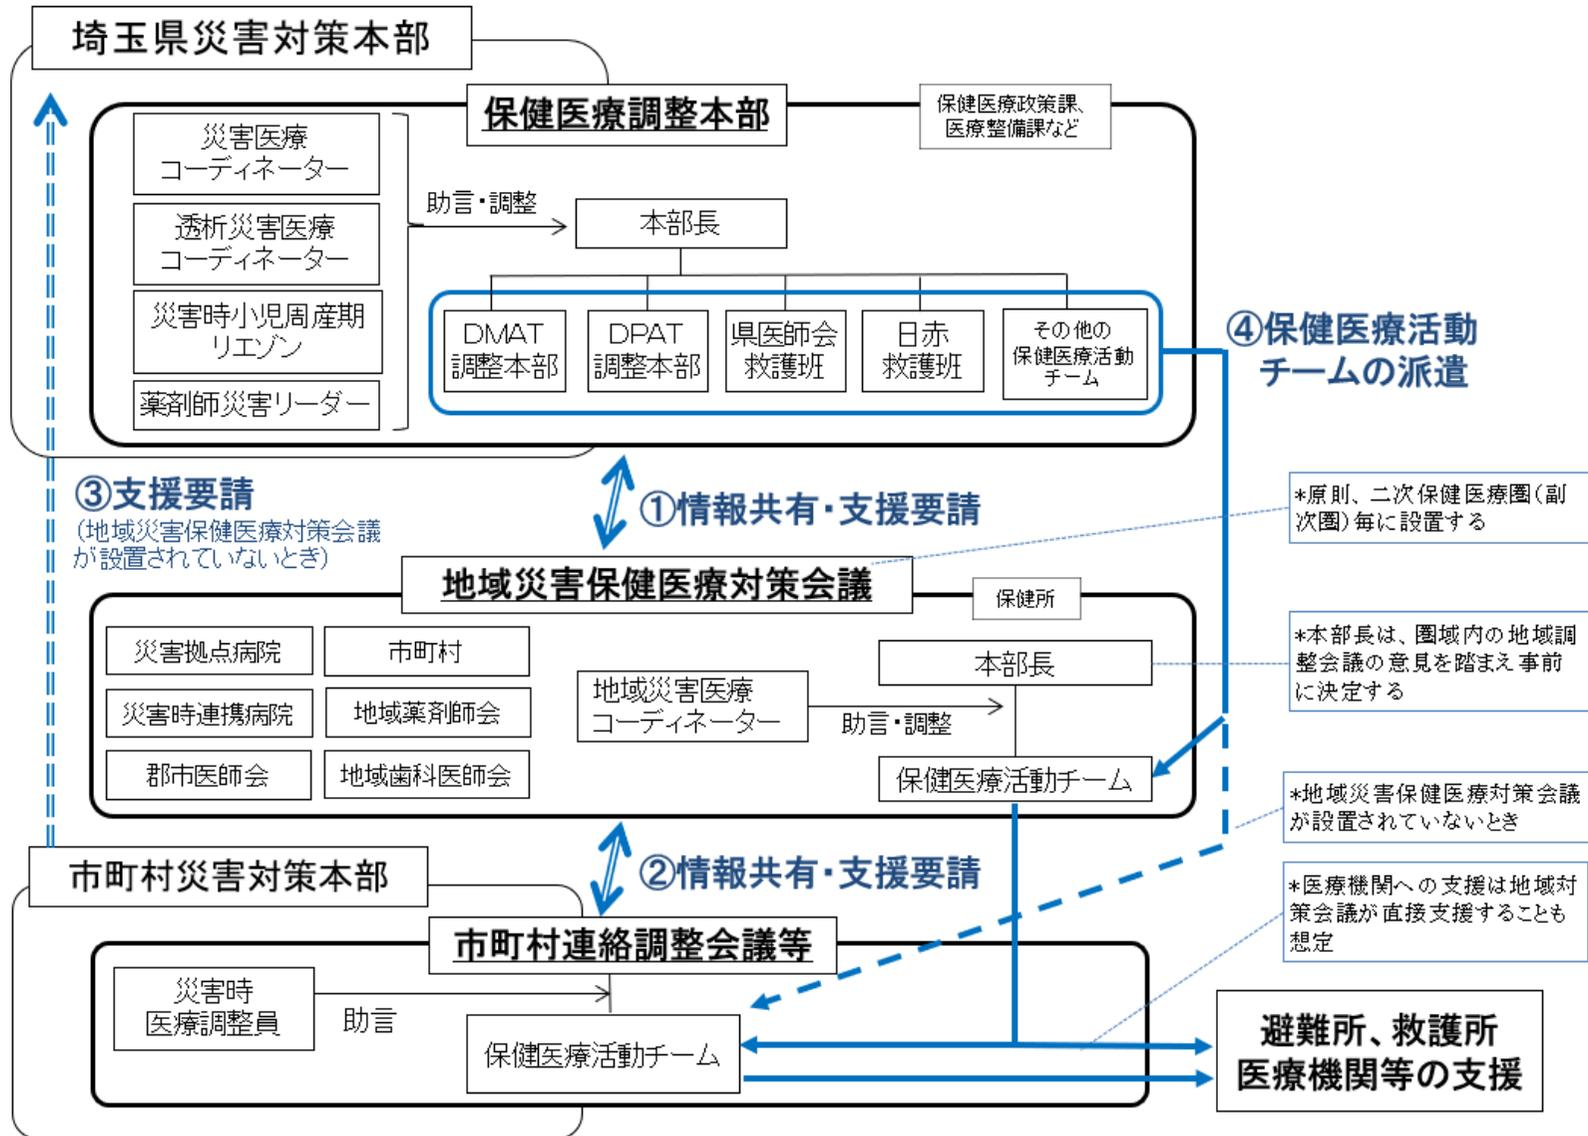 埼玉県災害対策本部
保健医療調整本部
保健医療政策課、
医療整備課など
災害医療
コーディネーター
透析災害医療
コーディネーター
災害時小児周産期
リエゾン
薬剤師災害リーダー
助言・調整
本部長
DMAT
調整本部
DPAT
調整本部
県医師会
救護班
日赤
救護班
その他の
保健医療活動
チーム
④保健医療活動
チームの派遣
③支援要請
(地域災害保健医療対策会議
が設置されていないとき)
①情報共有・支援要請
*原則、二次保健医療圏(副
次圏)毎に設置する
地域災害保健医療対策会議
保健所
災害拠点病院
市町村
災害時連携病院
地域薬剤師会
郡市医師会
地域歯科医師会
地域災害医療
コーディネーター
助言・調整
本部長
保健医療活動チーム
*本部長は、圏域内の地域調
整会議の意見を踏まえ事前
に決定する
*地域災害保健医療対策会議
が設置されていないとき
②情報共有・支援要請
*医療機関への支援は地域対
策会議が直接支援することも
想定
市町村災害対策本部
市町村連絡調整会議等
災害時
医療調整員
助言
保健医療活動チーム
避難所、救護所
医療機関等の支援